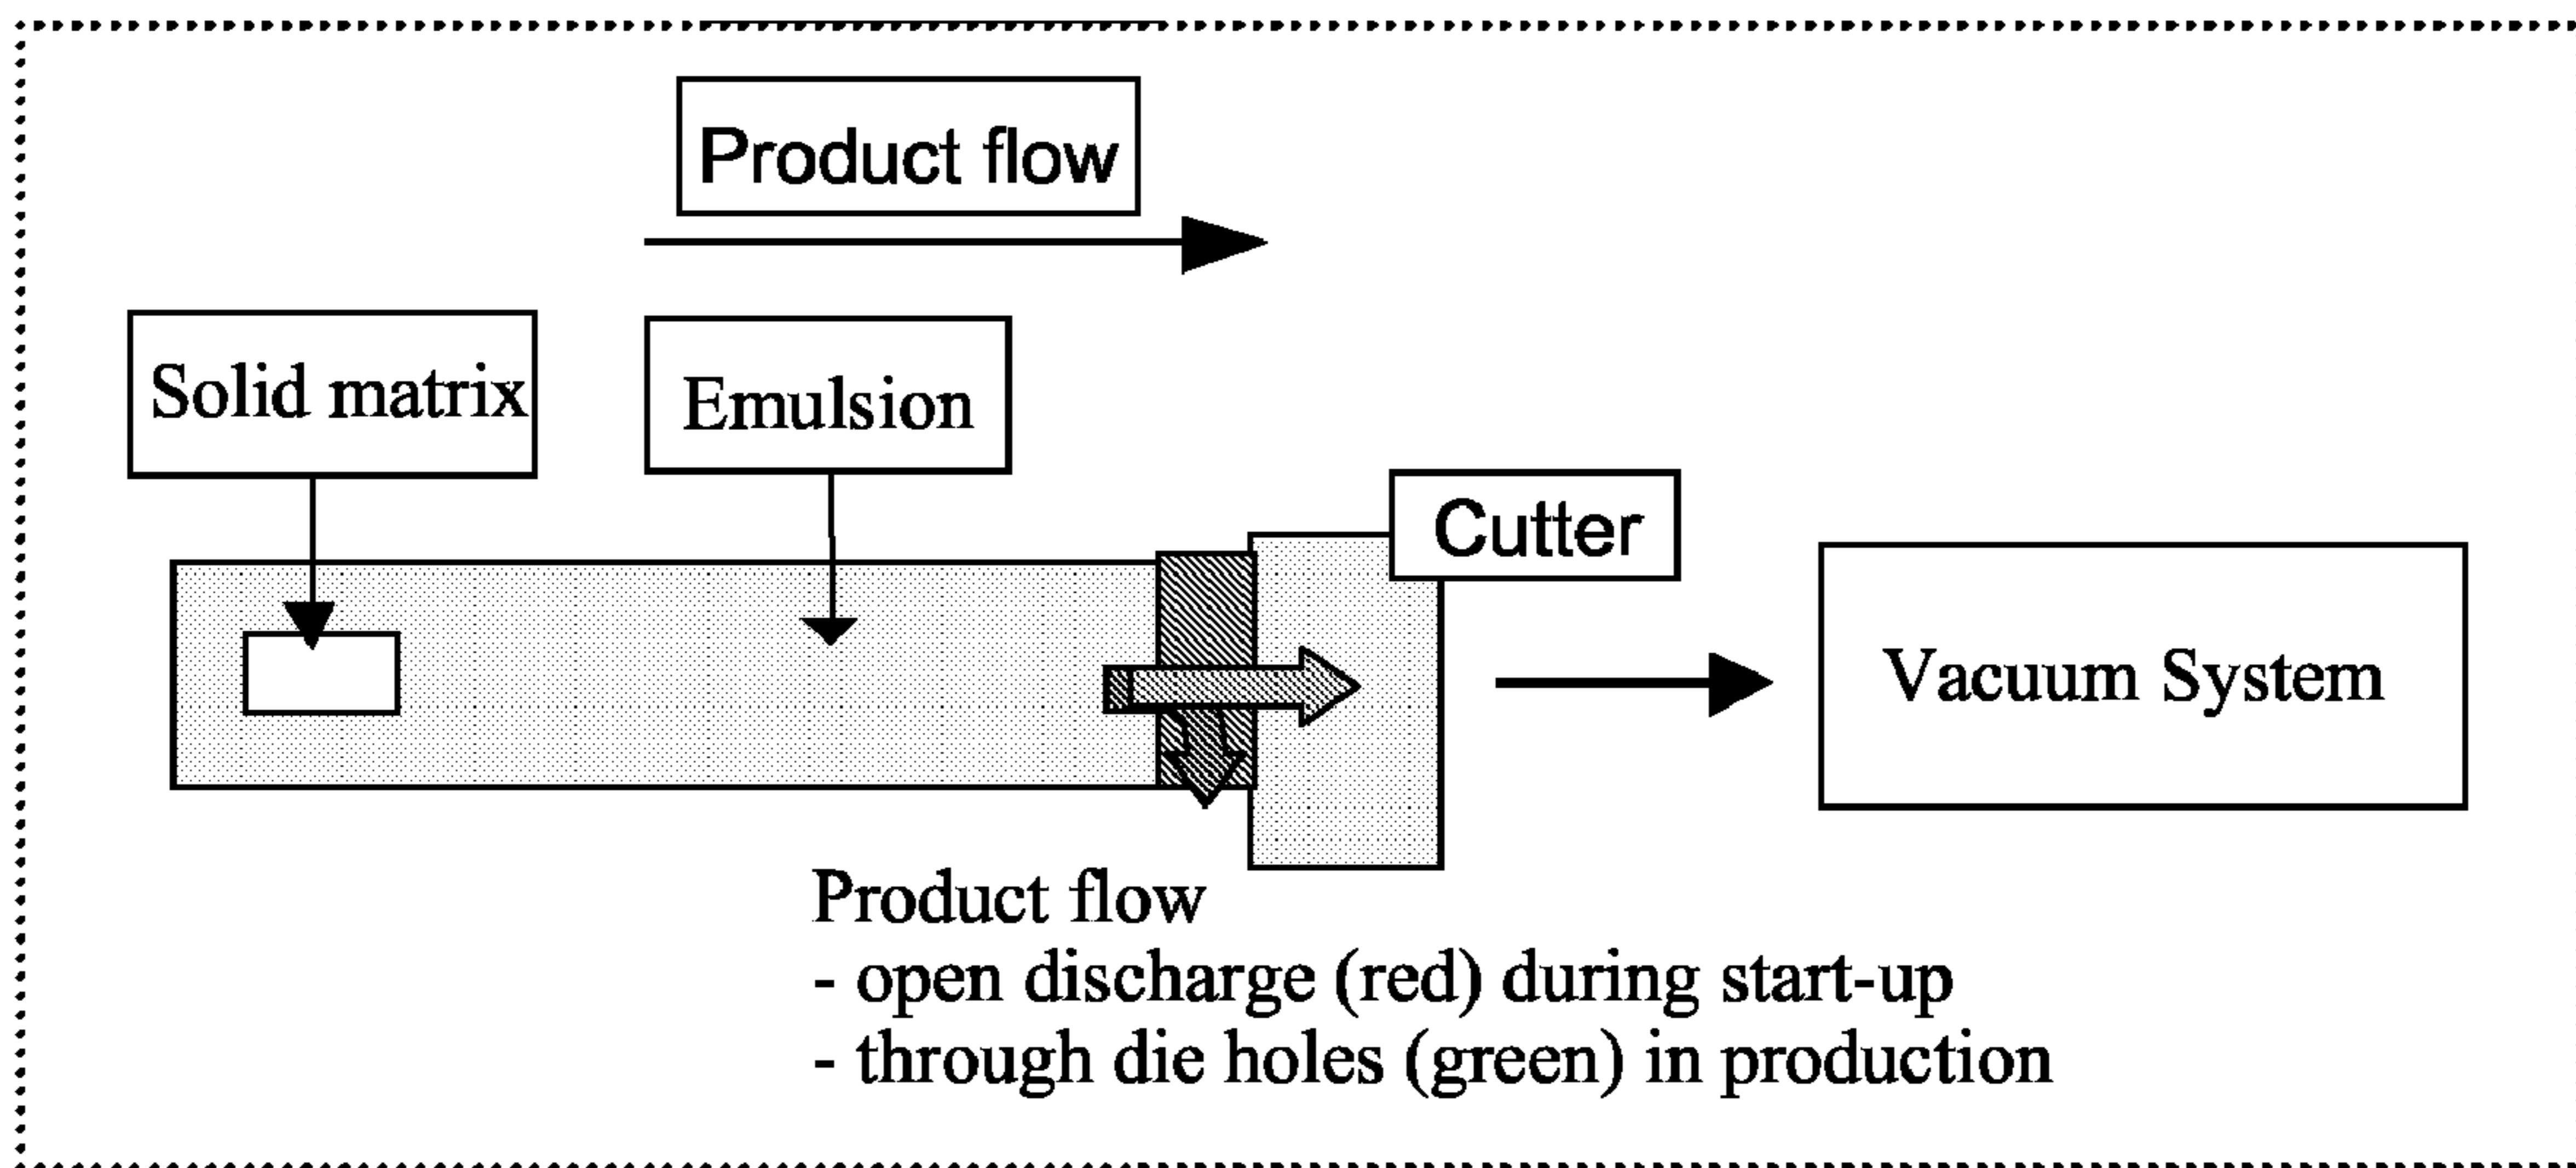 Product flow
Solid matrix
Emulsion
Cutter
Vacuum System
Product flow
- open discharge (red) during start-up
- through die holes (green) in production